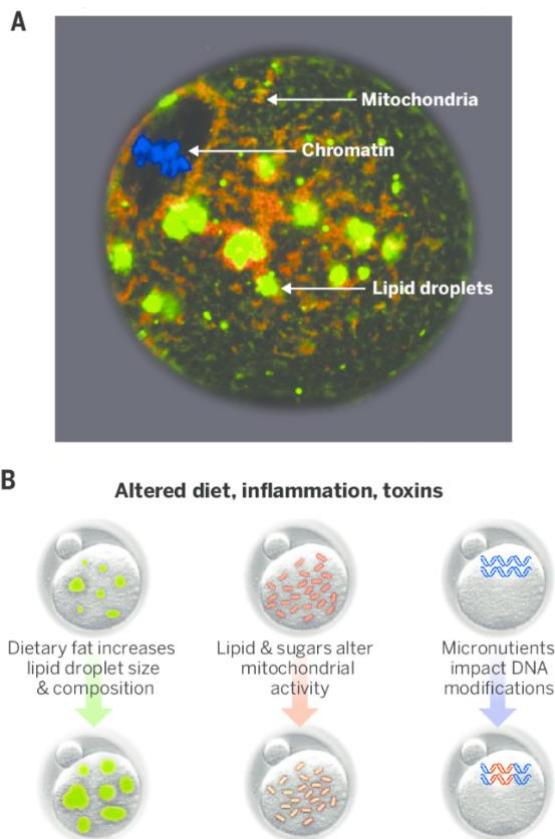 A
Mitochondria
Chromatin
Lipid droplets
B
Altered diet, inflammation, toxins
Dietary fat increases
lipid droplet size
& composition
Lipid & sugars alter
mitochondrial
activity
Micronutients
impact DNA
modifications